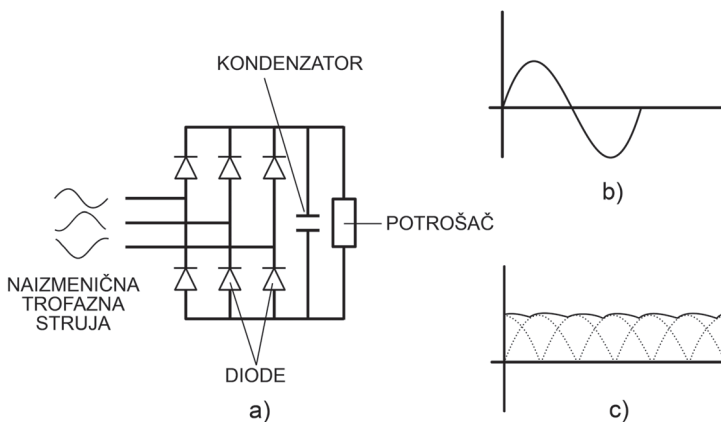 KONDENZATOR
POTROŠAČ
NAIZMENIČNA
TROFAZNA
STRUJA
DIODE
a)
b)
c)